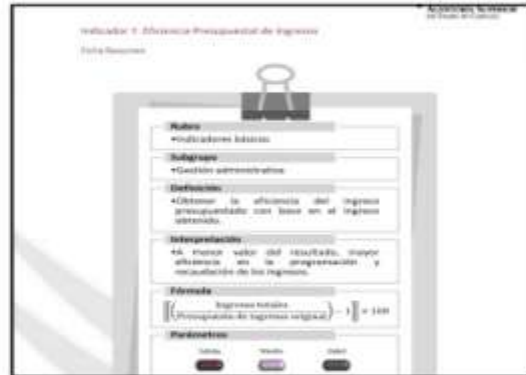 Auditoría Superior
del Estado de Coahuila
Indicador 1. Eficiencia Presupuestal de Ingresos
Ficha Resumen
Rubro
•Indicadores básicos
Subgrupo
•Gestión administrativa
Definición
•Obtener la eficiencia del ingreso
presupuestado con base en el ingreso
obtenido.
Interpretación
•A menor valor del resultado, mayor
eficiencia en la programación y
recaudación de los ingresos.
Fórmula
[|(Ingresos totales
/Presupuesto de ingresos original) − 1|] × 100
Parámetros